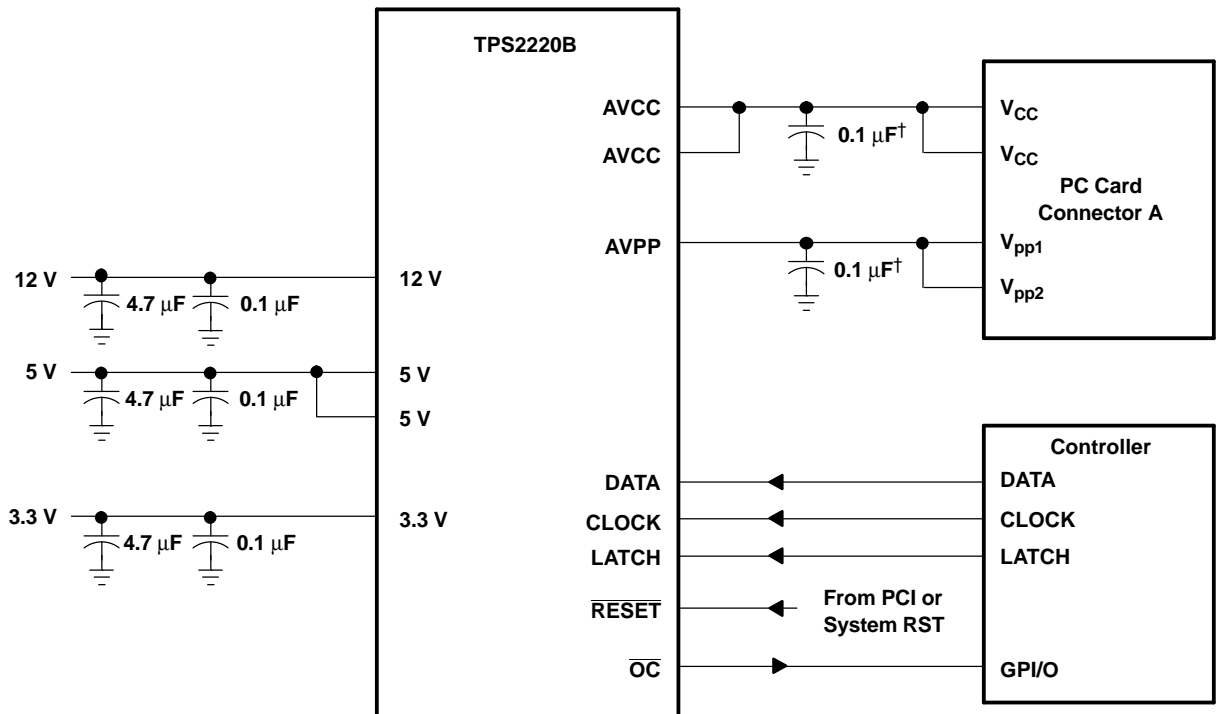 TPS2220B
AVCC
0.1 μF†
VCC
AVCC
VCC
PC Card
Connector A
AVPP
0.1 μF†
Vpp1
Vpp2
12 V
4.7 μF
0.1 μF
12 V
5 V
4.7 μF
0.1 μF
5 V
5 V
3.3 V
4.7 μF
0.1 μF
3.3 V
Controller
DATA
DATA
CLOCK
CLOCK
LATCH
LATCH
RESET
From PCI or
System RST
OC
GPI/O